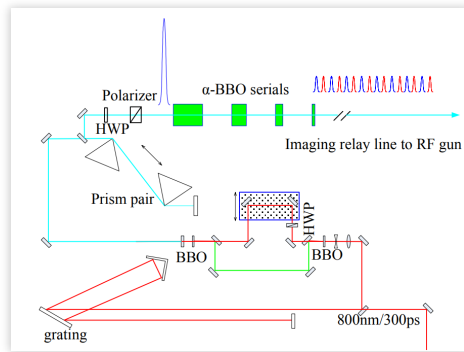 Polarizer
α-BBO serials
HWP
Imaging relay line to RF gun
Prism pair
HWP
BBO
BBO
800nm/300ps
grating